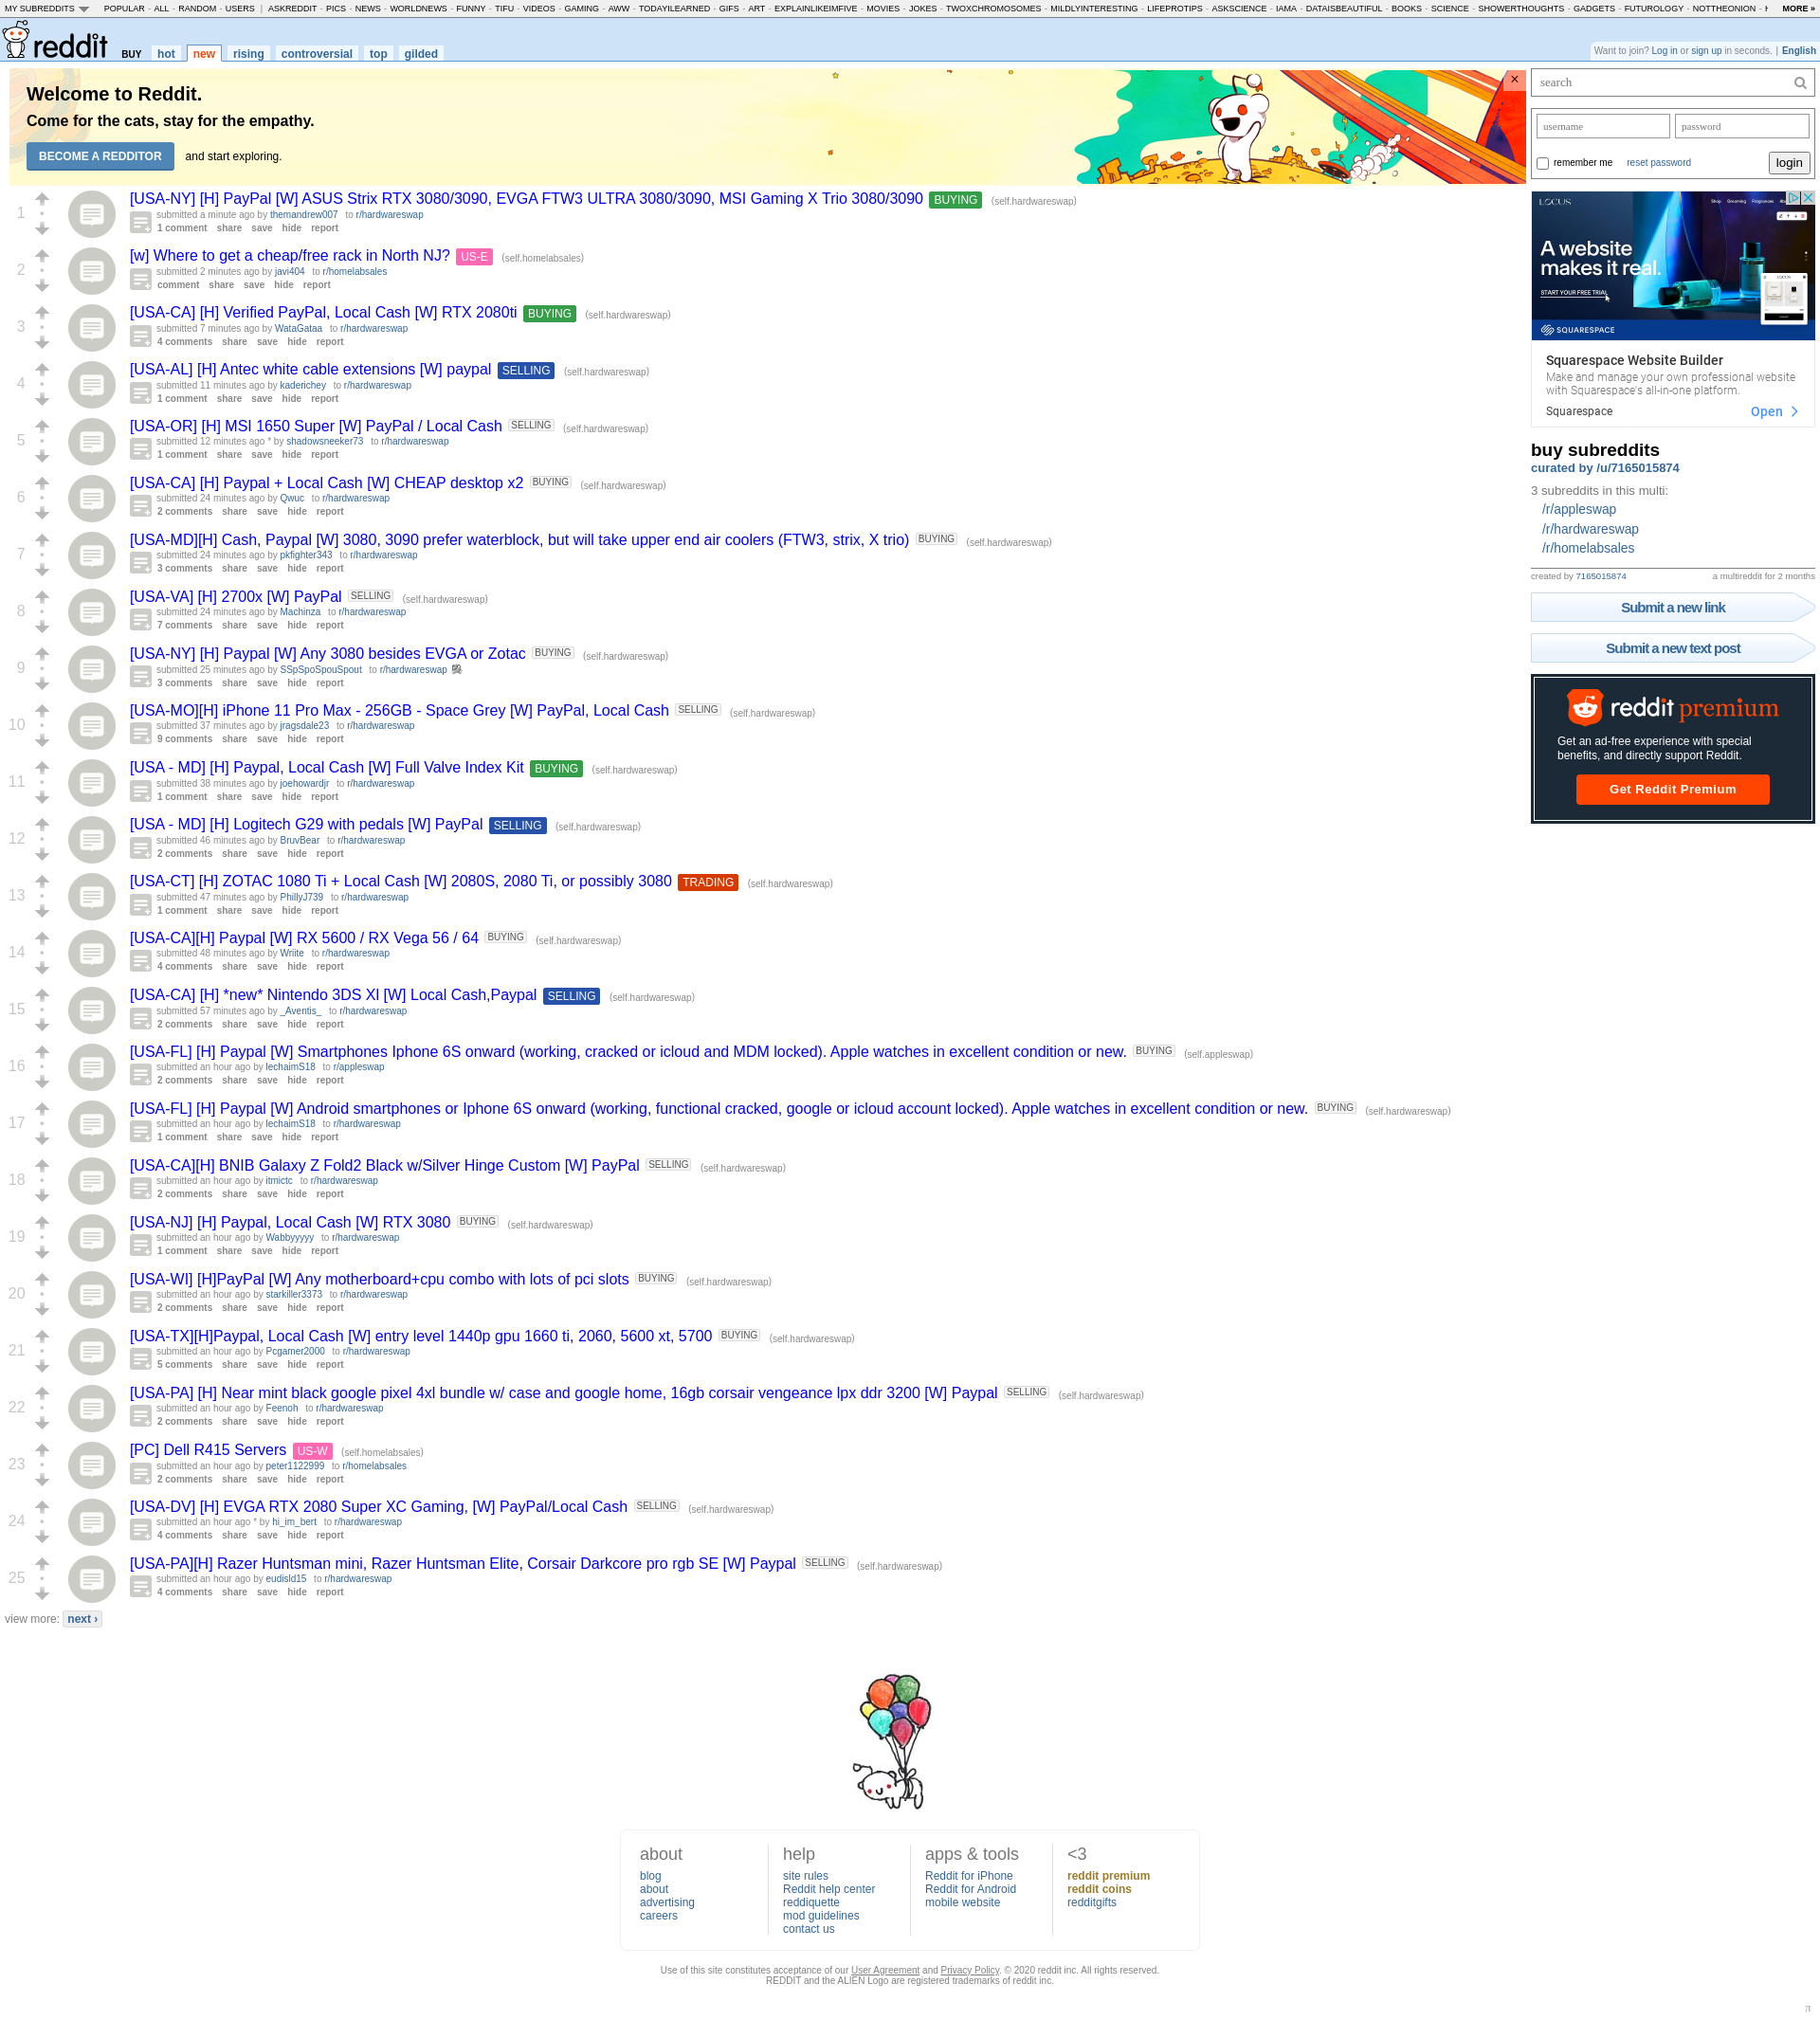 MY SUBREDDITS POPULAR - ALL - RANDOM - USERS | ASKREDDIT - PICS - NEWS - WORLDNEWS - FUNNY - TIFU - VIDEOS - GAMING - AWW - TODAYILEARNED - GIFS - ART - EXPLAINLIKEIMFIVE - MOVIES - JOKES - TWOXCHROMOSOMES - MILDLYINTERESTING - LIFEPROTIPS - ASKSCIENCE - IAMA - DATAISBEAUTIFUL - BOOKS - SCIENCE - SHOWERTHOUGHTS - GADGETS - FUTUROLOGY - NOTTHEONION - MORE »
reddit BUY hot new rising controversial top gilded
Want to join? Log in or sign up in seconds. | English
Welcome to Reddit.
Come for the cats, stay for the empathy.
BECOME A REDDITOR and start exploring.
×
1
[USA-NY] [H] PayPal [W] ASUS Strix RTX 3080/3090, EVGA FTW3 ULTRA 3080/3090, MSI Gaming X Trio 3080/3090 BUYING (self.hardwareswap)
submitted a minute ago by themandrew007 to r/hardwareswap
1 comment share save hide report
2
[w] Where to get a cheap/free rack in North NJ? US-E (self.homelabsales)
submitted 2 minutes ago by javi404 to r/homelabsales
comment share save hide report
3
[USA-CA] [H] Verified PayPal, Local Cash [W] RTX 2080ti BUYING (self.hardwareswap)
submitted 7 minutes ago by WataGataa to r/hardwareswap
4 comments share save hide report
4
[USA-AL] [H] Antec white cable extensions [W] paypal SELLING (self.hardwareswap)
submitted 11 minutes ago by kaderichey to r/hardwareswap
1 comment share save hide report
5
[USA-OR] [H] MSI 1650 Super [W] PayPal / Local Cash SELLING (self.hardwareswap)
submitted 12 minutes ago * by shadowsneeker73 to r/hardwareswap
1 comment share save hide report
6
[USA-CA] [H] Paypal + Local Cash [W] CHEAP desktop x2 BUYING (self.hardwareswap)
submitted 24 minutes ago by Qwuc to r/hardwareswap
2 comments share save hide report
7
[USA-MD][H] Cash, Paypal [W] 3080, 3090 prefer waterblock, but will take upper end air coolers (FTW3, strix, X trio) BUYING (self.hardwareswap)
submitted 24 minutes ago by pkfighter343 to r/hardwareswap
3 comments share save hide report
8
[USA-VA] [H] 2700x [W] PayPal SELLING (self.hardwareswap)
submitted 24 minutes ago by Machinza to r/hardwareswap
7 comments share save hide report
9
[USA-NY] [H] Paypal [W] Any 3080 besides EVGA or Zotac BUYING (self.hardwareswap)
submitted 25 minutes ago by SSpSpoSpouSpout to r/hardwareswap
3 comments share save hide report
10
[USA-MO][H] iPhone 11 Pro Max - 256GB - Space Grey [W] PayPal, Local Cash SELLING (self.hardwareswap)
submitted 37 minutes ago by jragsdale23 to r/hardwareswap
9 comments share save hide report
11
[USA - MD] [H] Paypal, Local Cash [W] Full Valve Index Kit BUYING (self.hardwareswap)
submitted 38 minutes ago by joehowardjr to r/hardwareswap
1 comment share save hide report
12
[USA - MD] [H] Logitech G29 with pedals [W] PayPal SELLING (self.hardwareswap)
submitted 46 minutes ago by BruvBear to r/hardwareswap
2 comments share save hide report
13
[USA-CT] [H] ZOTAC 1080 Ti + Local Cash [W] 2080S, 2080 Ti, or possibly 3080 TRADING (self.hardwareswap)
submitted 47 minutes ago by PhillyJ739 to r/hardwareswap
1 comment share save hide report
14
[USA-CA][H] Paypal [W] RX 5600 / RX Vega 56 / 64 BUYING (self.hardwareswap)
submitted 48 minutes ago by Wriite to r/hardwareswap
4 comments share save hide report
15
[USA-CA] [H] *new* Nintendo 3DS Xl [W] Local Cash,Paypal SELLING (self.hardwareswap)
submitted 57 minutes ago by _Aventis_ to r/hardwareswap
2 comments share save hide report
16
[USA-FL] [H] Paypal [W] Smartphones Iphone 6S onward (working, cracked or icloud and MDM locked). Apple watches in excellent condition or new. BUYING (self.appleswap)
submitted an hour ago by lechaimS18 to r/appleswap
2 comments share save hide report
17
[USA-FL] [H] Paypal [W] Android smartphones or Iphone 6S onward (working, functional cracked, google or icloud account locked). Apple watches in excellent condition or new. BUYING (self.hardwareswap)
submitted an hour ago by lechaimS18 to r/hardwareswap
1 comment share save hide report
18
[USA-CA][H] BNIB Galaxy Z Fold2 Black w/Silver Hinge Custom [W] PayPal SELLING (self.hardwareswap)
submitted an hour ago by itmictc to r/hardwareswap
2 comments share save hide report
19
[USA-NJ] [H] Paypal, Local Cash [W] RTX 3080 BUYING (self.hardwareswap)
submitted an hour ago by Wabbyyyyy to r/hardwareswap
1 comment share save hide report
20
[USA-WI] [H]PayPal [W] Any motherboard+cpu combo with lots of pci slots BUYING (self.hardwareswap)
submitted an hour ago by starkiller3373 to r/hardwareswap
2 comments share save hide report
21
[USA-TX][H]Paypal, Local Cash [W] entry level 1440p gpu 1660 ti, 2060, 5600 xt, 5700 BUYING (self.hardwareswap)
submitted an hour ago by Pcgamer2000 to r/hardwareswap
5 comments share save hide report
22
[USA-PA] [H] Near mint black google pixel 4xl bundle w/ case and google home, 16gb corsair vengeance lpx ddr 3200 [W] Paypal SELLING (self.hardwareswap)
submitted an hour ago by Feenoh to r/hardwareswap
2 comments share save hide report
23
[PC] Dell R415 Servers US-W (self.homelabsales)
submitted an hour ago by peter1122999 to r/homelabsales
2 comments share save hide report
24
[USA-DV] [H] EVGA RTX 2080 Super XC Gaming, [W] PayPal/Local Cash SELLING (self.hardwareswap)
submitted an hour ago * by hi_im_bert to r/hardwareswap
4 comments share save hide report
25
[USA-PA][H] Razer Huntsman mini, Razer Huntsman Elite, Corsair Darkcore pro rgb SE [W] Paypal SELLING (self.hardwareswap)
submitted an hour ago by eudisld15 to r/hardwareswap
4 comments share save hide report
view more: next ›
search
username password
remember me reset password login
LOCUS
A website
makes it real.
START YOUR FREE TRIAL
SQUARESPACE
Squarespace Website Builder
Make and manage your own professional website
with Squarespace's all-in-one platform.
Squarespace Open
buy subreddits
curated by /u/7165015874
3 subreddits in this multi:
/r/appleswap
/r/hardwareswap
/r/homelabsales
created by 7165015874 a multireddit for 2 months
Submit a new link
Submit a new text post
reddit premium
Get an ad-free experience with special
benefits, and directly support Reddit.
Get Reddit Premium
about
blog
about
advertising
careers
help
site rules
Reddit help center
reddiquette
mod guidelines
contact us
apps & tools
Reddit for iPhone
Reddit for Android
mobile website
<3
reddit premium
reddit coins
redditgifts
Use of this site constitutes acceptance of our User Agreement and Privacy Policy. © 2020 reddit inc. All rights reserved.
REDDIT and the ALIEN Logo are registered trademarks of reddit inc.
π